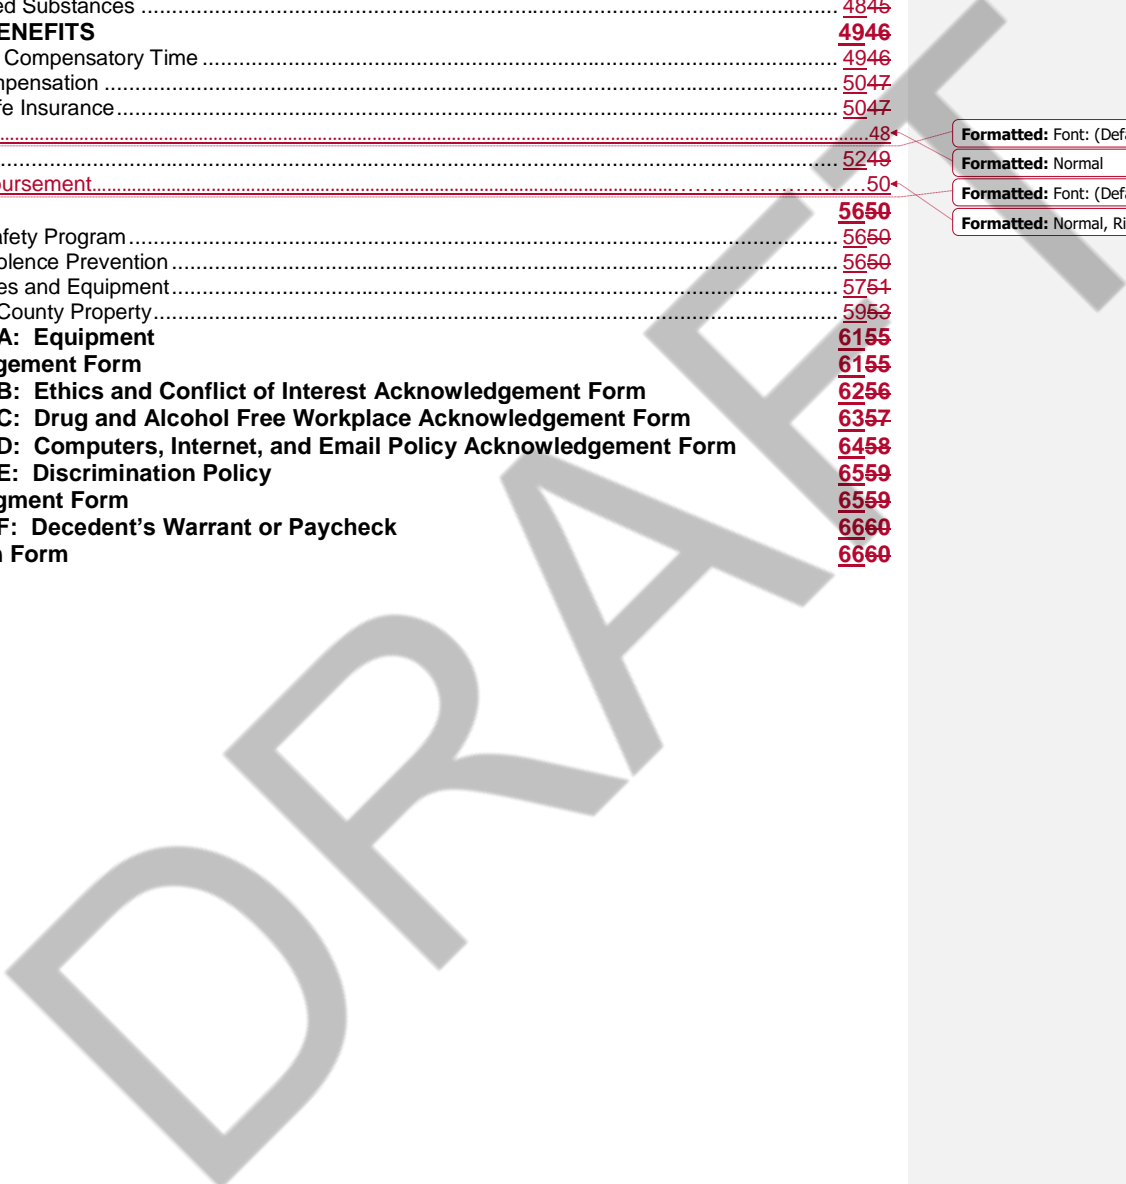 ed Substances ........ 4845
ENEFITS 4946
Compensatory Time ........ 4946
pensation ........ 5047
fe Insurance ........ 5047
........ 48
........ 5249
ursement ........ 50
5650
afety Program ........ 5650
olence Prevention ........ 5650
es and Equipment ........ 5751
County Property ........ 5953
A: Equipment 6155
gement Form 6155
B: Ethics and Conflict of Interest Acknowledgement Form 6256
C: Drug and Alcohol Free Workplace Acknowledgement Form 6357
D: Computers, Internet, and Email Policy Acknowledgement Form 6458
E: Discrimination Policy 6559
gment Form 6559
F: Decedent's Warrant or Paycheck 6660
n Form 6660
Formatted: Font: (Defa
Formatted: Normal
Formatted: Font: (Defa
Formatted: Normal, Ri
DRAFT